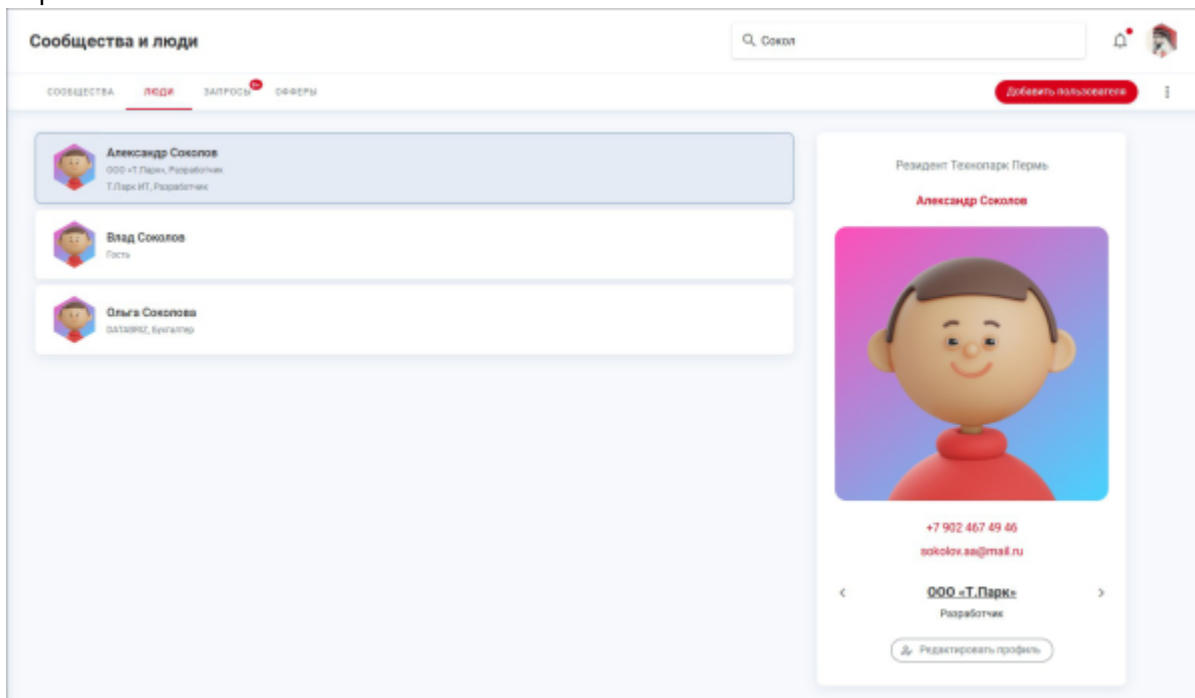 Сообщества и люди
Сокол
СООБЩЕСТВА ЛЮДИ ЗАПРОСЫ ОФФЕРЫ
Добавить пользователя
Александр Соколов
ООО «Т.Парк», Разработчик
Т.Парк ИТ, Разработчик
Влад Соколов
Гость
Ольга Соколова
DATABRIZ, Бухгалтер
Резидент Технопарк Пермь
Александр Соколов
+7 902 467 49 46
sokolov.aa@mail.ru
ООО «Т.Парк»
Разработчик
Редактировать профиль